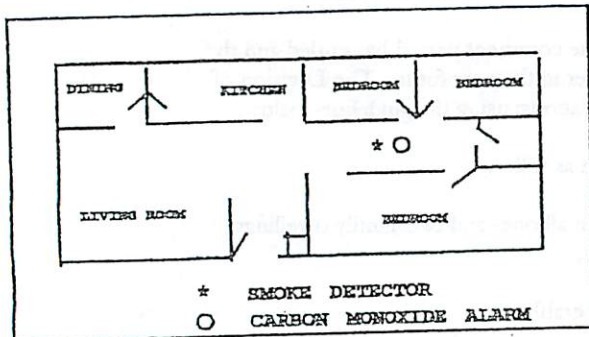 DINING KITCHEN BEDROOM BEDROOM
* O
LIVING ROOM BEDROOM
* SMOKE DETECTOR
O CARBON MONOXIDE ALARM